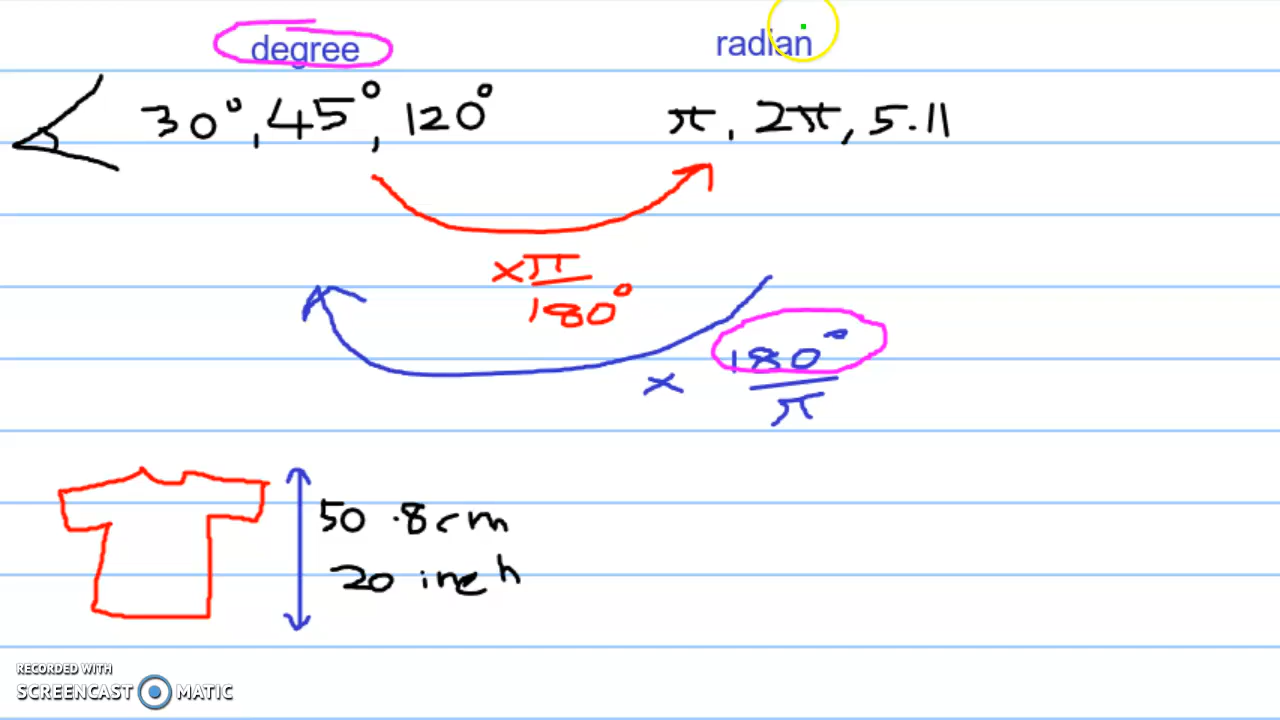 degree radian
30°, 45°, 120° π, 2π, 5.11
×π
180°
× 180°
π
50.8cm
20 inch
RECORDED WITH
SCREENCAST MATIC